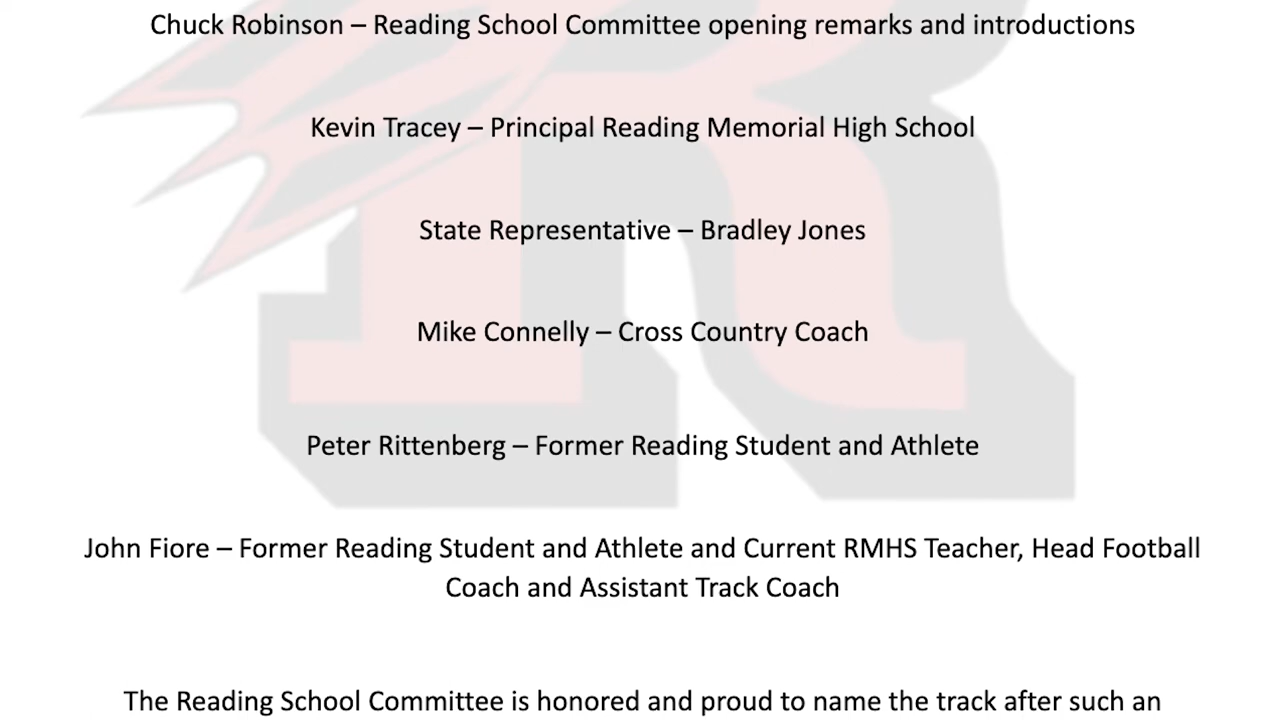 Chuck Robinson – Reading School Committee opening remarks and introductions
Kevin Tracey – Principal Reading Memorial High School
State Representative – Bradley Jones
Mike Connelly – Cross Country Coach
Peter Rittenberg – Former Reading Student and Athlete
John Fiore – Former Reading Student and Athlete and Current RMHS Teacher, Head Football
Coach and Assistant Track Coach
The Reading School Committee is honored and proud to name the track after such an